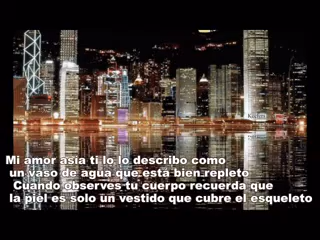 Mi amor asia ti lo lo describo como
un vaso de agua que esta bien repleto
Cuando observes tu cuerpo recuerda que
la piel es solo un vestido que cubre el esqueleto